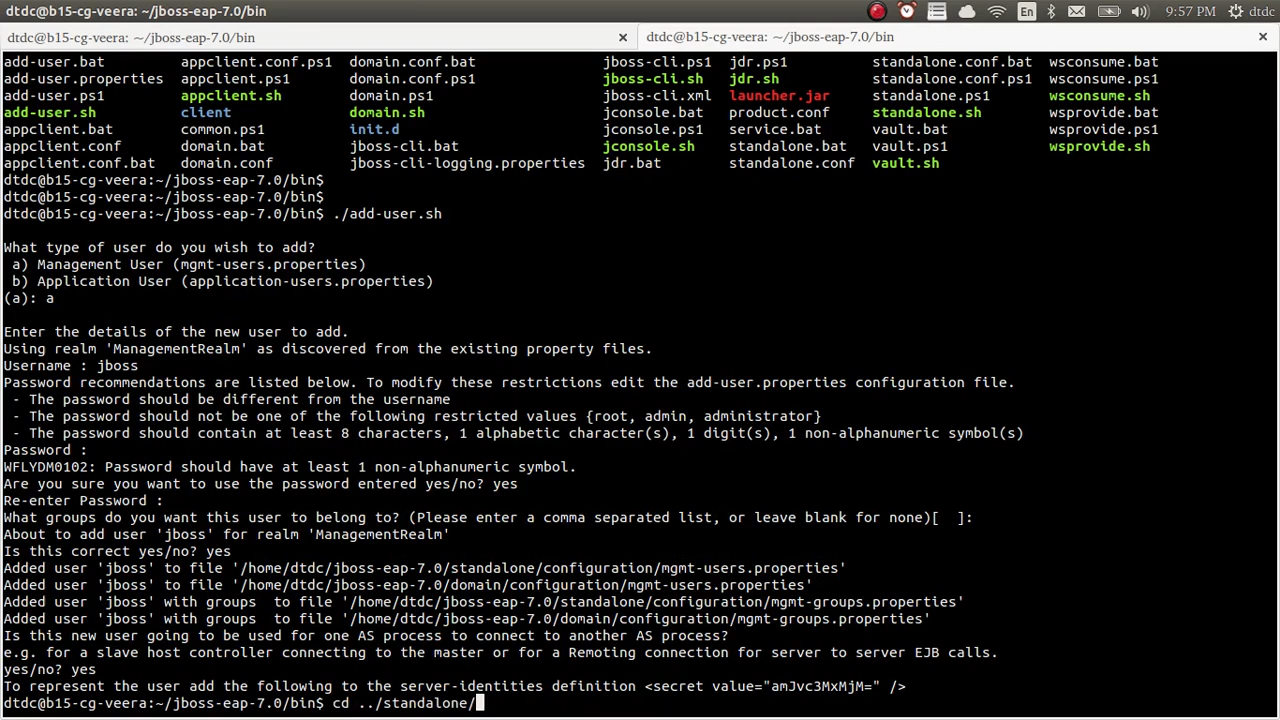 dtdc@b15-cg-veera: ~/jboss-eap-7.0/bin En 9:57 PM dtdc
dtdc@b15-cg-veera: ~/jboss-eap-7.0/bin × dtdc@b15-cg-veera: ~/jboss-eap-7.0/bin ×
add-user.bat appclient.conf.ps1 domain.conf.bat jboss-cli.ps1 jdr.ps1 standalone.conf.bat wsconsume.bat
add-user.properties appclient.ps1 domain.conf.ps1 jboss-cli.sh jdr.sh standalone.conf.ps1 wsconsume.ps1
add-user.ps1 appclient.sh domain.ps1 jboss-cli.xml launcher.jar standalone.ps1 wsconsume.sh
add-user.sh client domain.sh jconsole.bat product.conf standalone.sh wsprovide.bat
appclient.bat common.ps1 init.d jconsole.ps1 service.bat vault.bat wsprovide.ps1
appclient.conf domain.bat jboss-cli.bat jconsole.sh standalone.bat vault.ps1 wsprovide.sh
appclient.conf.bat domain.conf jboss-cli-logging.properties jdr.bat standalone.conf vault.sh
dtdc@b15-cg-veera:~/jboss-eap-7.0/bin$
dtdc@b15-cg-veera:~/jboss-eap-7.0/bin$
dtdc@b15-cg-veera:~/jboss-eap-7.0/bin$ ./add-user.sh
What type of user do you wish to add?
a) Management User (mgmt-users.properties)
b) Application User (application-users.properties)
(a): a
Enter the details of the new user to add.
Using realm 'ManagementRealm' as discovered from the existing property files.
Username : jboss
Password recommendations are listed below. To modify these restrictions edit the add-user.properties configuration file.
- The password should be different from the username
- The password should not be one of the following restricted values {root, admin, administrator}
- The password should contain at least 8 characters, 1 alphabetic character(s), 1 digit(s), 1 non-alphanumeric symbol(s)
Password :
WFLYDM0102: Password should have at least 1 non-alphanumeric symbol.
Are you sure you want to use the password entered yes/no? yes
Re-enter Password :
What groups do you want this user to belong to? (Please enter a comma separated list, or leave blank for none)[  ]:
About to add user 'jboss' for realm 'ManagementRealm'
Is this correct yes/no? yes
Added user 'jboss' to file '/home/dtdc/jboss-eap-7.0/standalone/configuration/mgmt-users.properties'
Added user 'jboss' to file '/home/dtdc/jboss-eap-7.0/domain/configuration/mgmt-users.properties'
Added user 'jboss' with groups  to file '/home/dtdc/jboss-eap-7.0/standalone/configuration/mgmt-groups.properties'
Added user 'jboss' with groups  to file '/home/dtdc/jboss-eap-7.0/domain/configuration/mgmt-groups.properties'
Is this new user going to be used for one AS process to connect to another AS process?
e.g. for a slave host controller connecting to the master or for a Remoting connection for server to server EJB calls.
yes/no? yes
To represent the user add the following to the server-identities definition <secret value="amJvc3MxMjM=" />
dtdc@b15-cg-veera:~/jboss-eap-7.0/bin$ cd ../standalone/